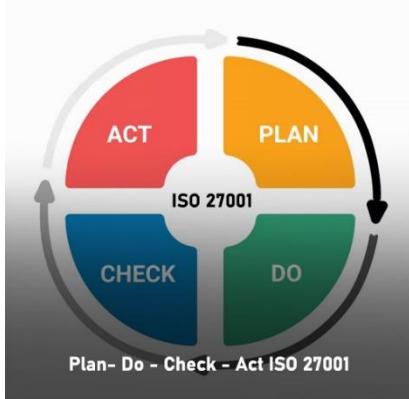 ACT
PLAN
ISO 27001
CHECK
DO
Plan- Do - Check - Act ISO 27001